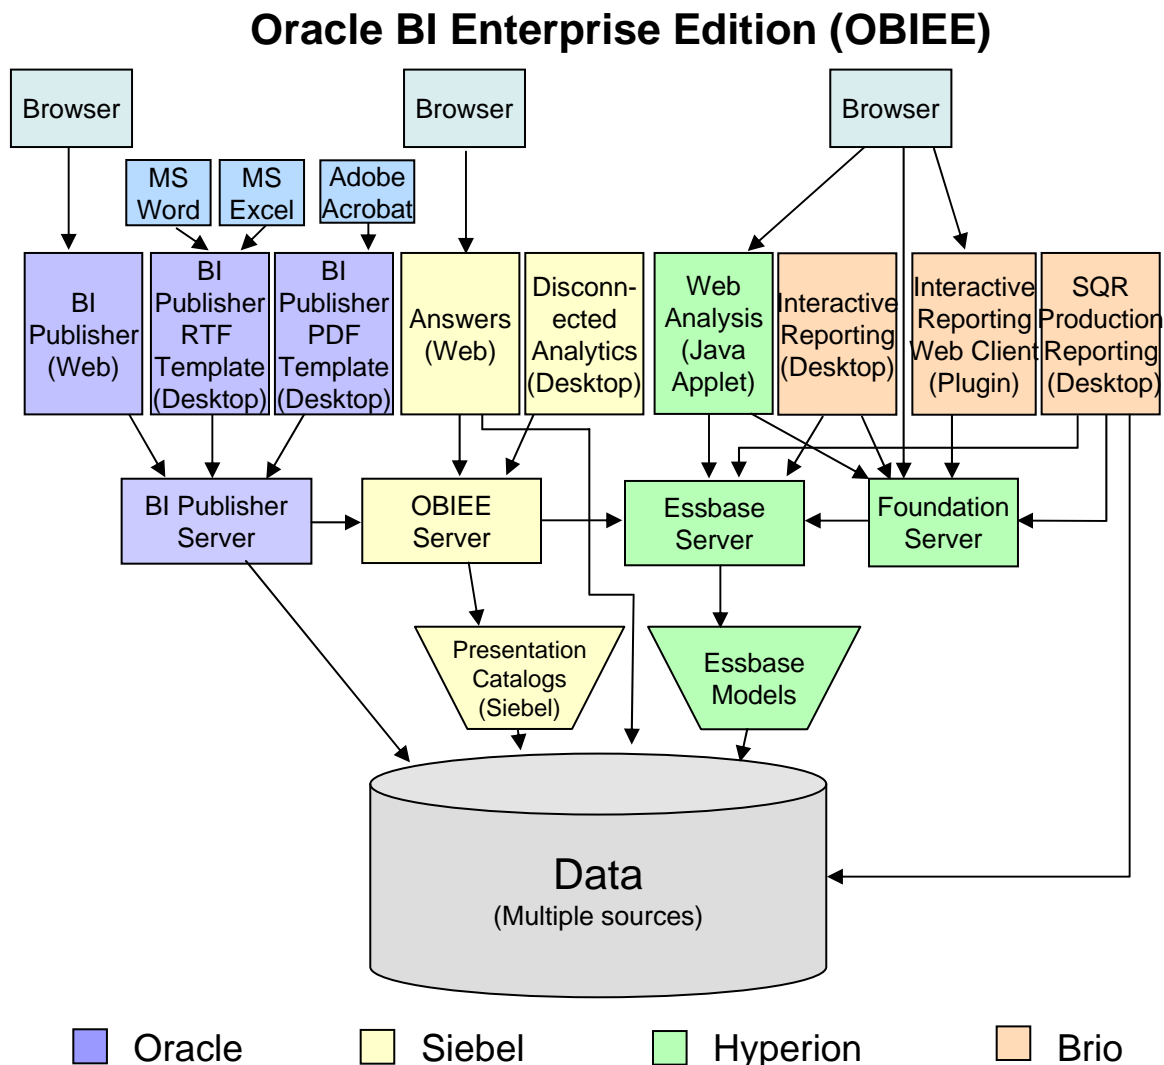 Oracle BI Enterprise Edition (OBIEE)
Browser
Browser
Browser
MS
Word
MS
Excel
Adobe
Acrobat
BI
Publisher
(Web)
BI
Publisher
RTF
Template
(Desktop)
BI
Publisher
PDF
Template
(Desktop)
Answers
(Web)
Disconn-
ected
Analytics
(Desktop)
Web
Analysis
(Java
Applet)
Interactive
Reporting
(Desktop)
Interactive
Reporting
Web Client
(Plugin)
SQR
Production
Reporting
(Desktop)
BI Publisher
Server
OBIEE
Server
Essbase
Server
Foundation
Server
Presentation
Catalogs
(Siebel)
Essbase
Models
Data
(Multiple sources)
Oracle
Siebel
Hyperion
Brio